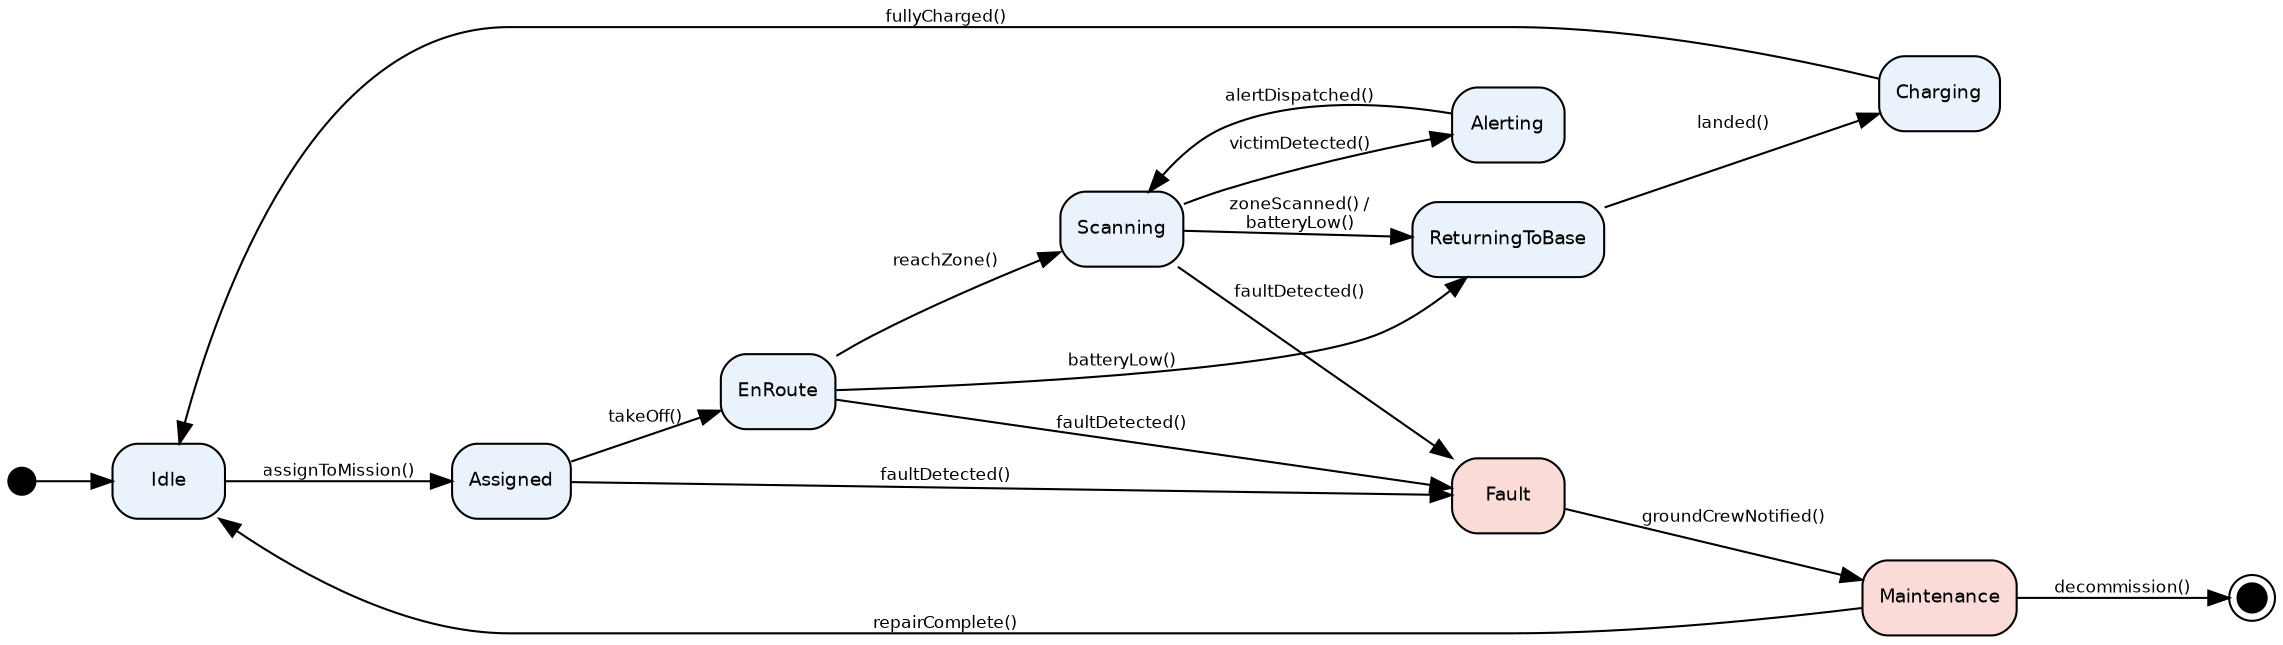 fullyCharged()
Charging
alertDispatched()
Alerting
landed()
victimDetected()
zoneScanned() /
batteryLow()
Scanning
ReturningToBase
reachZone()
faultDetected()
batteryLow()
EnRoute
takeOff()
faultDetected()
Idle
assignToMission()
Assigned
faultDetected()
Fault
groundCrewNotified()
Maintenance
decommission()
repairComplete()